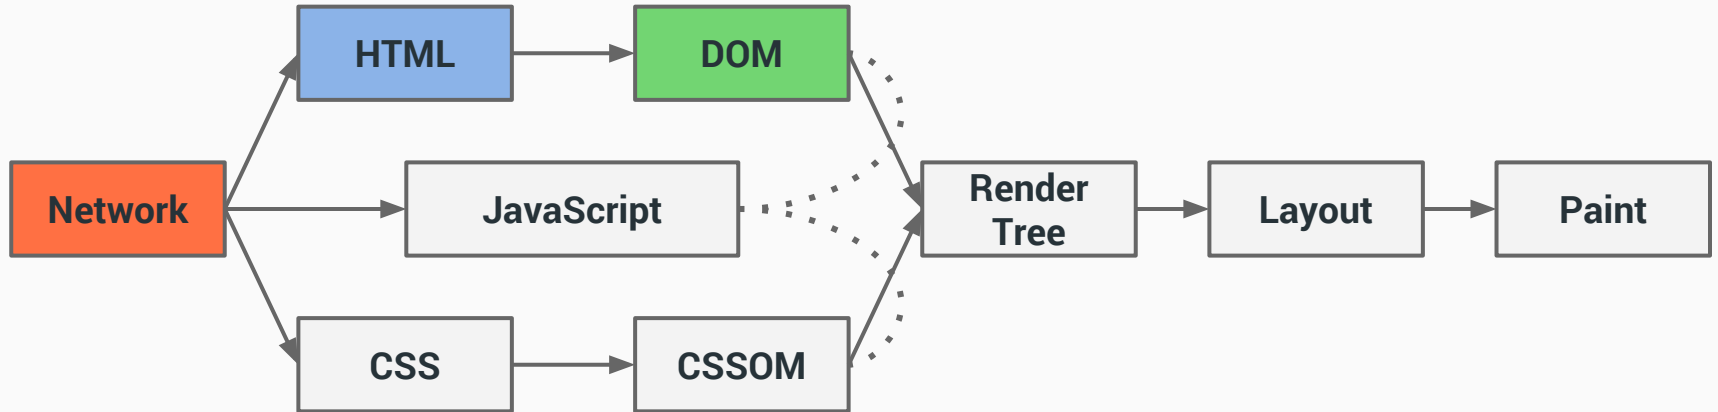 HTML
DOM
Network
JavaScript
Render
Tree
Layout
Paint
CSS
CSSOM